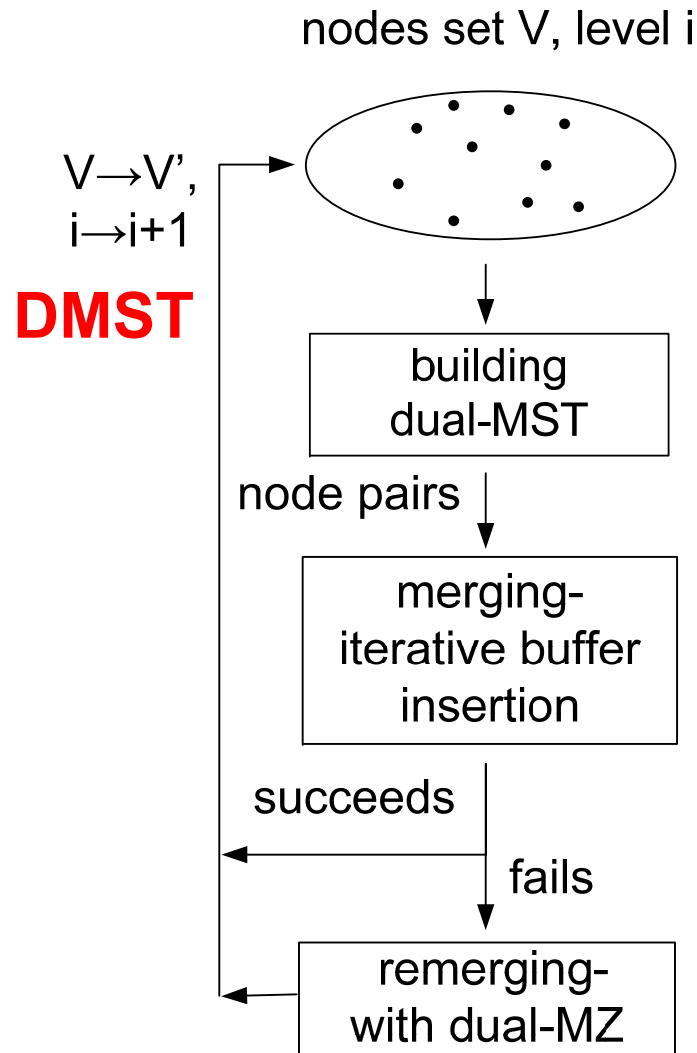 nodes set V, level i
V→V’,
i→i+1
DMST
building
dual-MST
node pairs
merging-
iterative buffer
insertion
succeeds
fails
remerging-
with dual-MZ